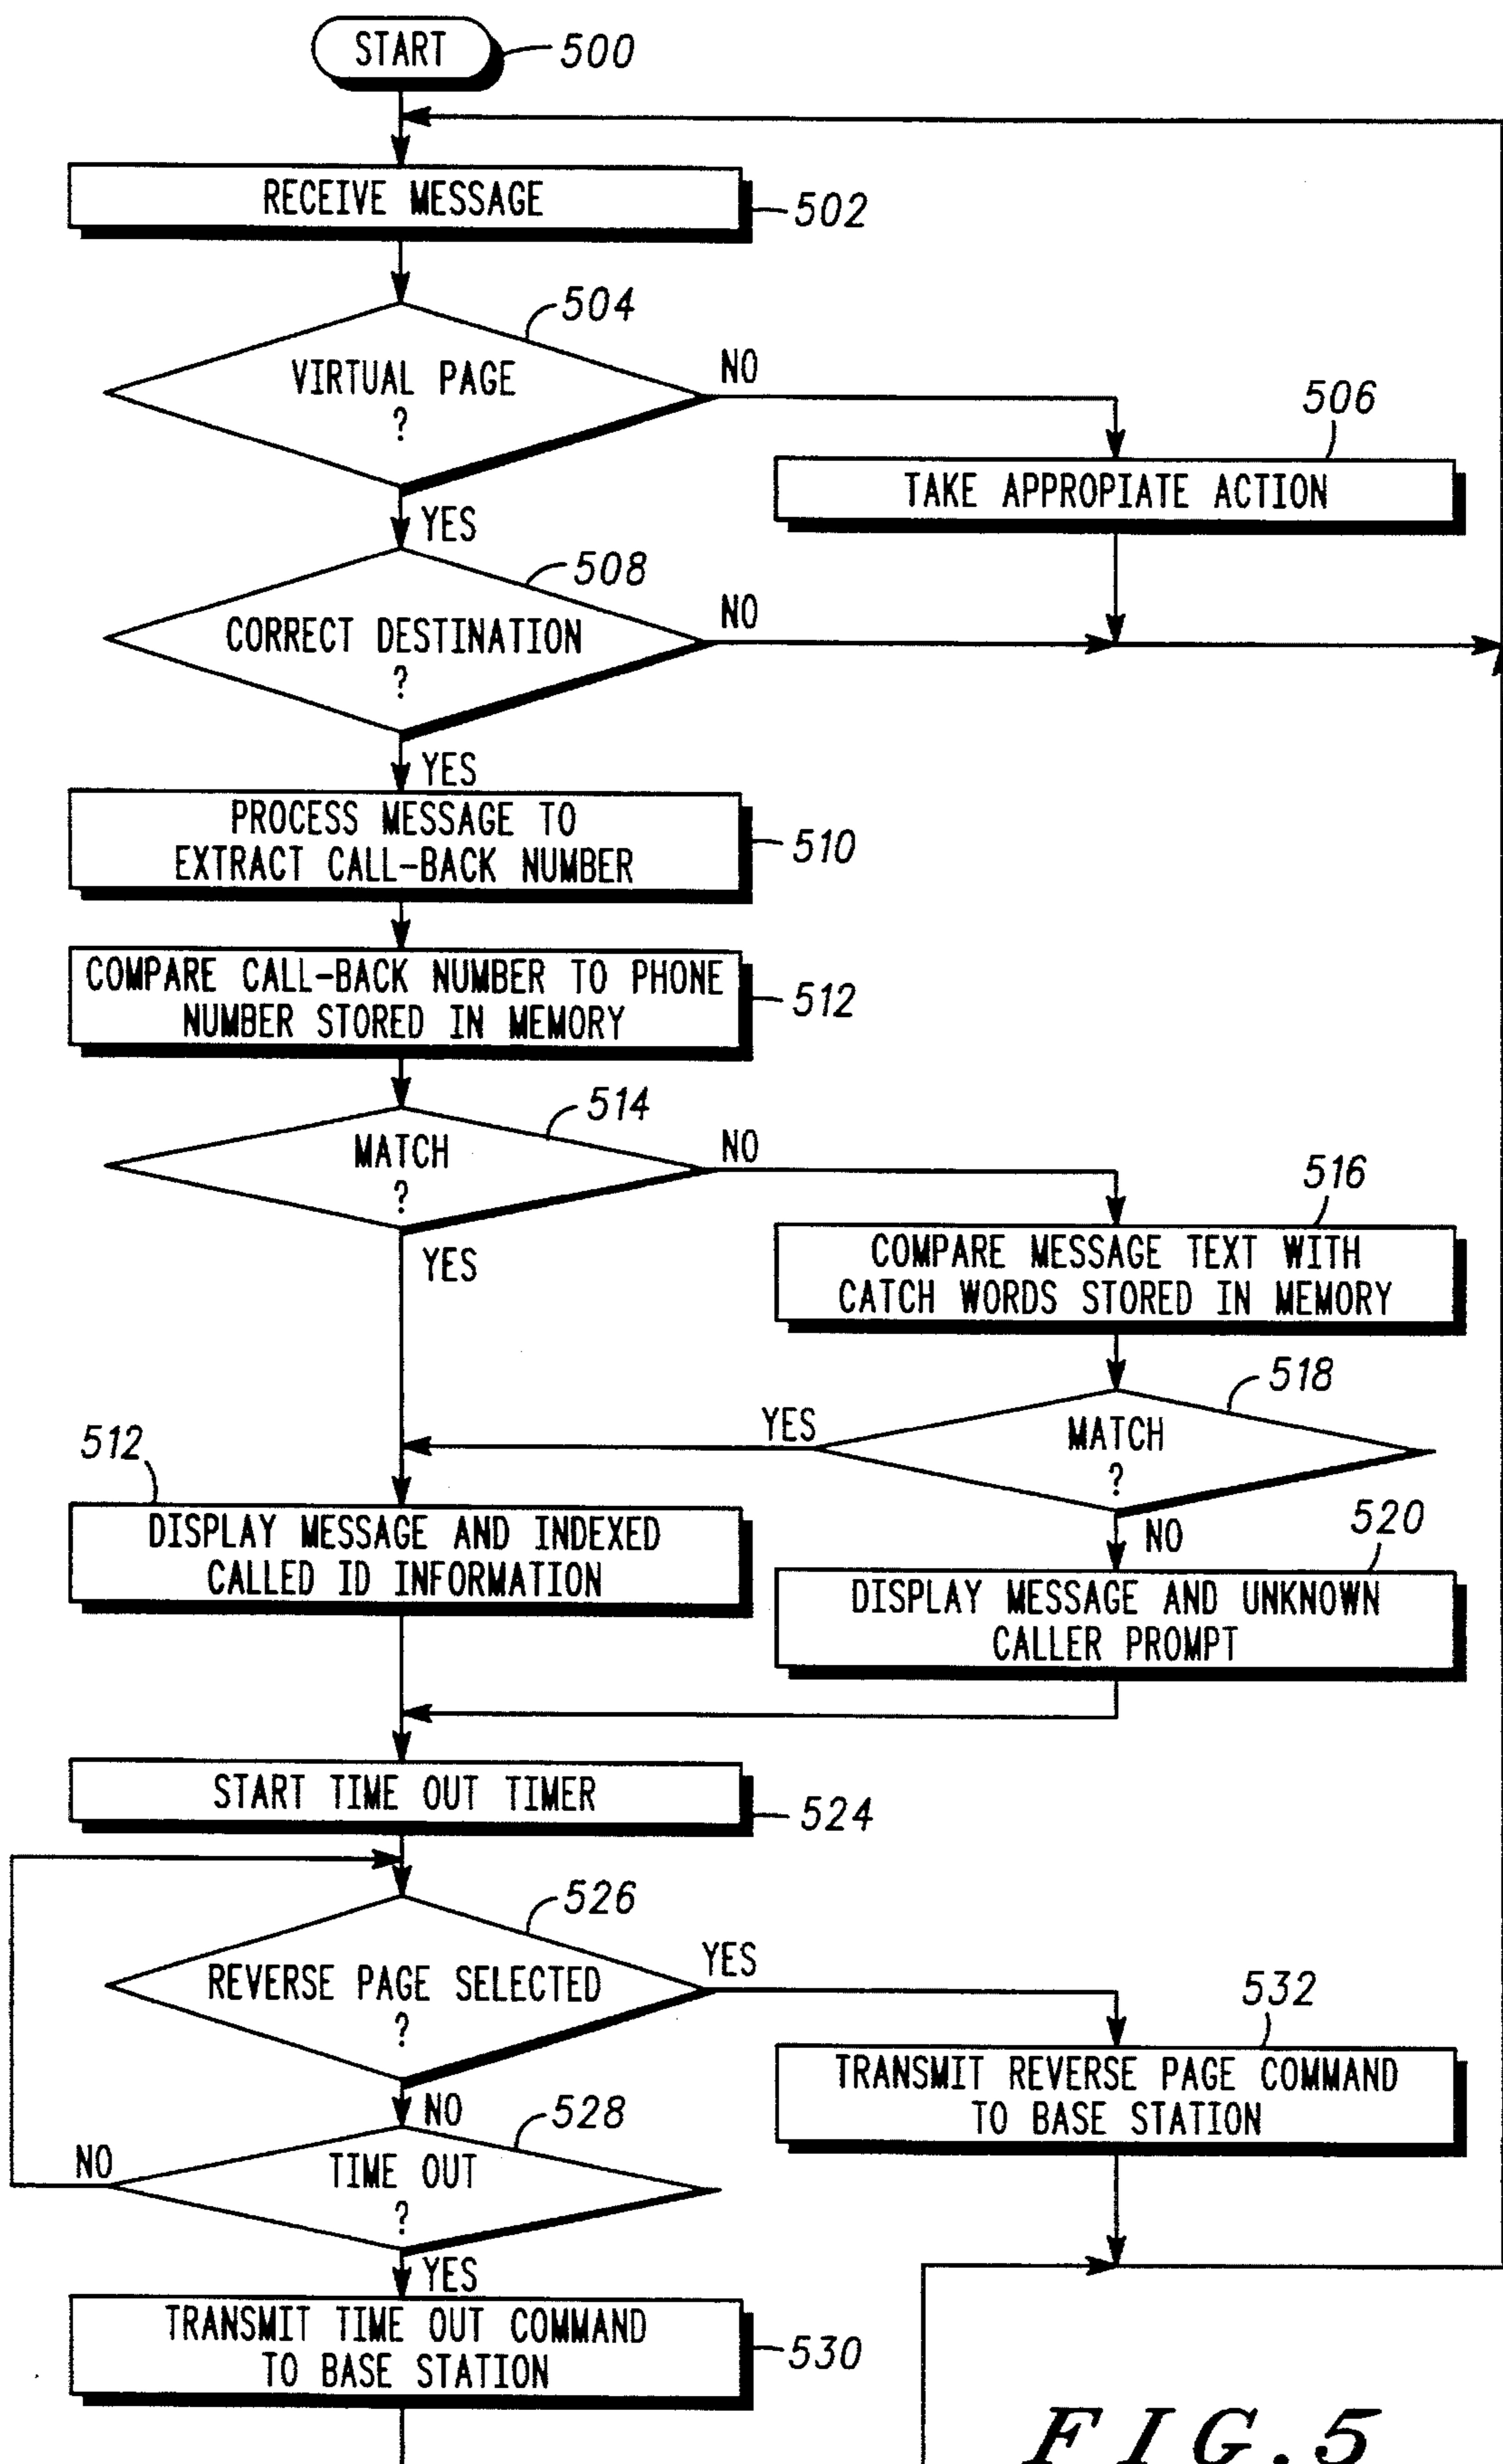 START
500
RECEIVE MESSAGE
502
504
VIRTUAL PAGE
?
NO
506
TAKE APPROPIATE ACTION
YES
508
CORRECT DESTINATION
?
NO
YES
PROCESS MESSAGE TO
EXTRACT CALL-BACK NUMBER
510
COMPARE CALL-BACK NUMBER TO PHONE
NUMBER STORED IN MEMORY
512
514
MATCH
?
NO
YES
516
COMPARE MESSAGE TEXT WITH
CATCH WORDS STORED IN MEMORY
518
MATCH
?
YES
NO
512
DISPLAY MESSAGE AND INDEXED
CALLED ID INFORMATION
520
DISPLAY MESSAGE AND UNKNOWN
CALLER PROMPT
START TIME OUT TIMER
524
526
REVERSE PAGE SELECTED
?
YES
532
TRANSMIT REVERSE PAGE COMMAND
TO BASE STATION
NO
528
TIME OUT
?
NO
YES
TRANSMIT TIME OUT COMMAND
TO BASE STATION
530
FIG.5